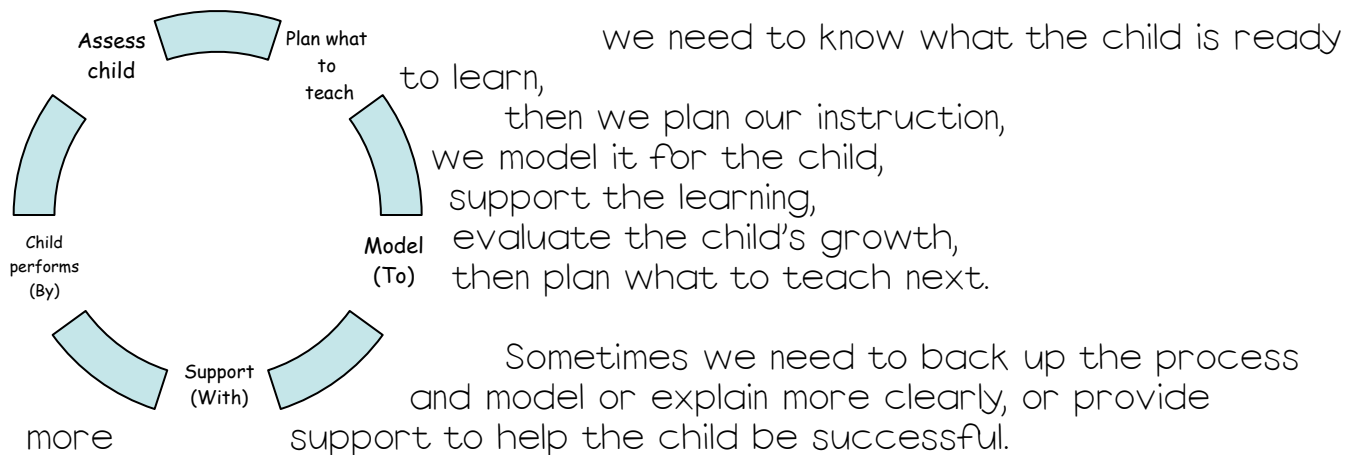 Assess
child
Plan what
to
teach
Model
(To)
Support
(With)
Child
performs
(By)
we need to know what the child is ready
to learn,
then we plan our instruction,
we model it for the child,
support the learning,
evaluate the child's growth,
then plan what to teach next.
Sometimes we need to back up the process
and model or explain more clearly, or provide
more support to help the child be successful.